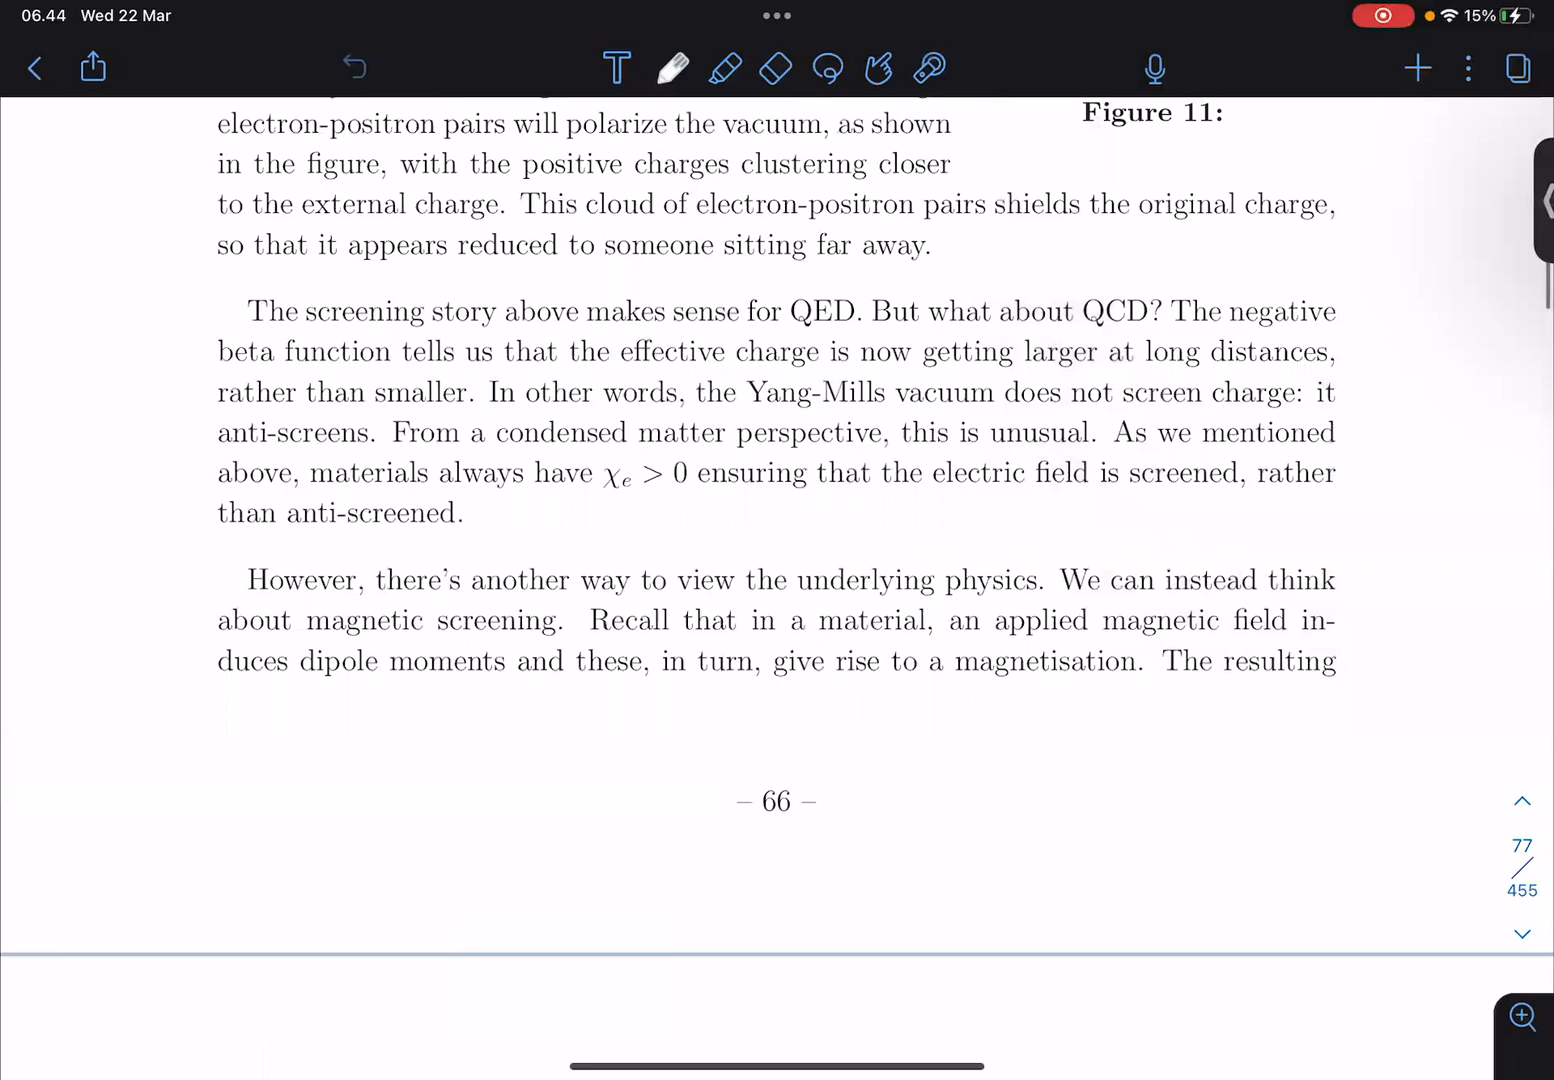 06.44 Wed 22 Mar
15%
Figure 11:
electron-positron pairs will polarize the vacuum, as shown
in the figure, with the positive charges clustering closer
to the external charge. This cloud of electron-positron pairs shields the original charge,
so that it appears reduced to someone sitting far away.
The screening story above makes sense for QED. But what about QCD? The negative
beta function tells us that the effective charge is now getting larger at long distances,
rather than smaller. In other words, the Yang-Mills vacuum does not screen charge: it
anti-screens. From a condensed matter perspective, this is unusual. As we mentioned
above, materials always have χₑ > 0 ensuring that the electric field is screened, rather
than anti-screened.
However, there's another way to view the underlying physics. We can instead think
about magnetic screening. Recall that in a material, an applied magnetic field in-
duces dipole moments and these, in turn, give rise to a magnetisation. The resulting
– 66 –
77
/
455